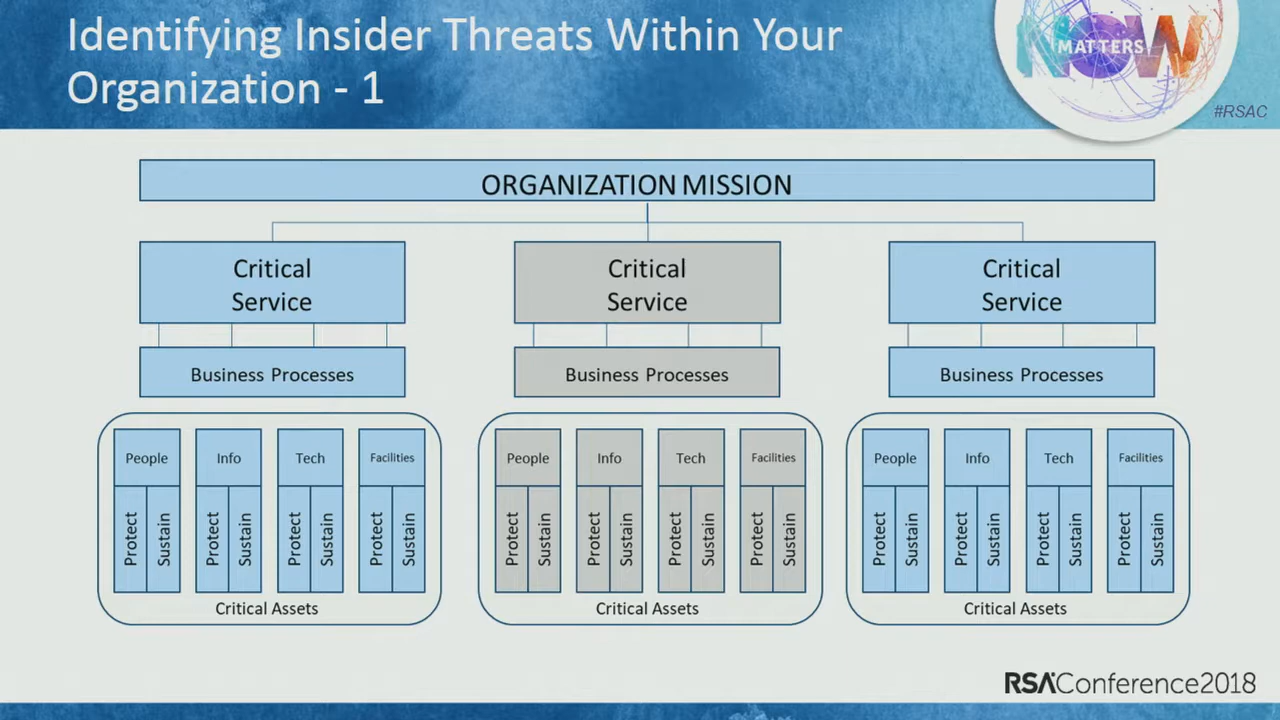 Identifying Insider Threats Within Your
Organization - 1
NOW
MATTERS
#RSAC
ORGANIZATION MISSION
Critical
Service
Critical
Service
Critical
Service
Business Processes
Business Processes
Business Processes
People Info Tech Facilities
Protect Sustain Protect Sustain Protect Sustain Protect Sustain
Critical Assets
People Info Tech Facilities
Protect Sustain Protect Sustain Protect Sustain Protect Sustain
Critical Assets
People Info Tech Facilities
Protect Sustain Protect Sustain Protect Sustain Protect Sustain
Critical Assets
RSAConference2018